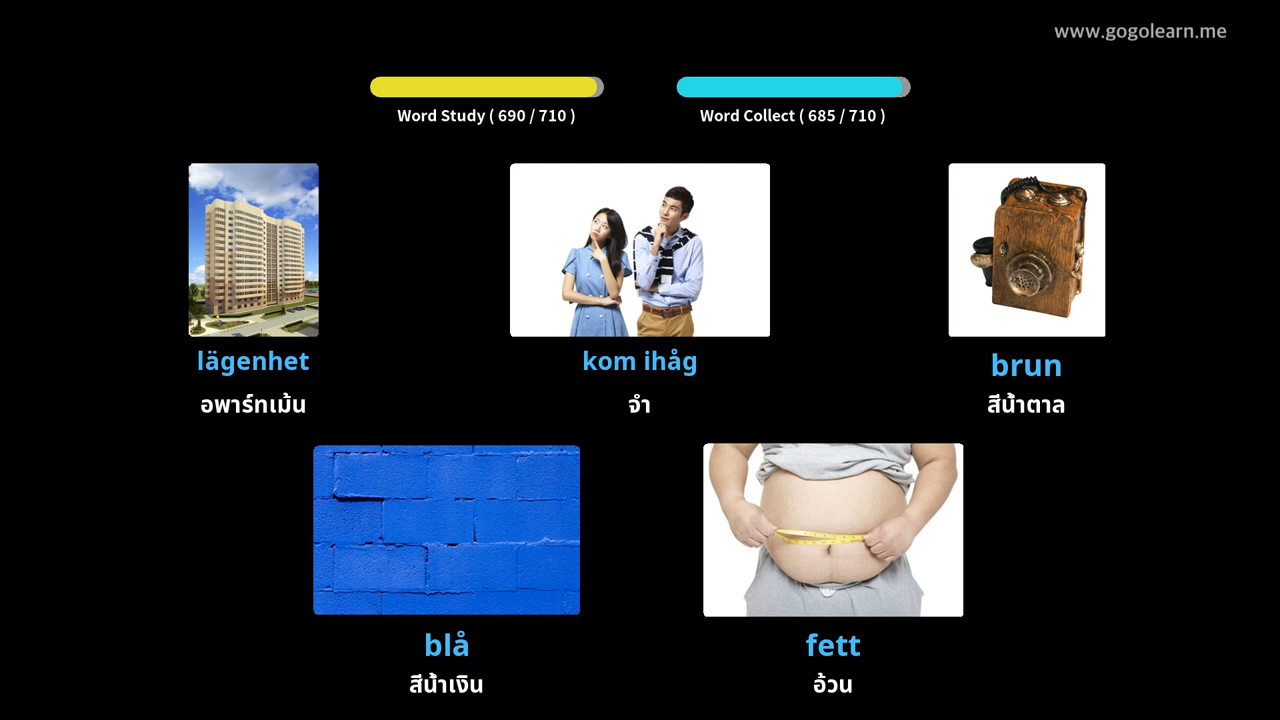 www.gogolearn.me
Word Study ( 690 / 710 )
Word Collect ( 685 / 710 )
lägenhet
kom ihåg
brun
อพาร์ทเม้น
จำ
สีน้ำตาล
blå
fett
สีน้ำเงิน
อ้วน